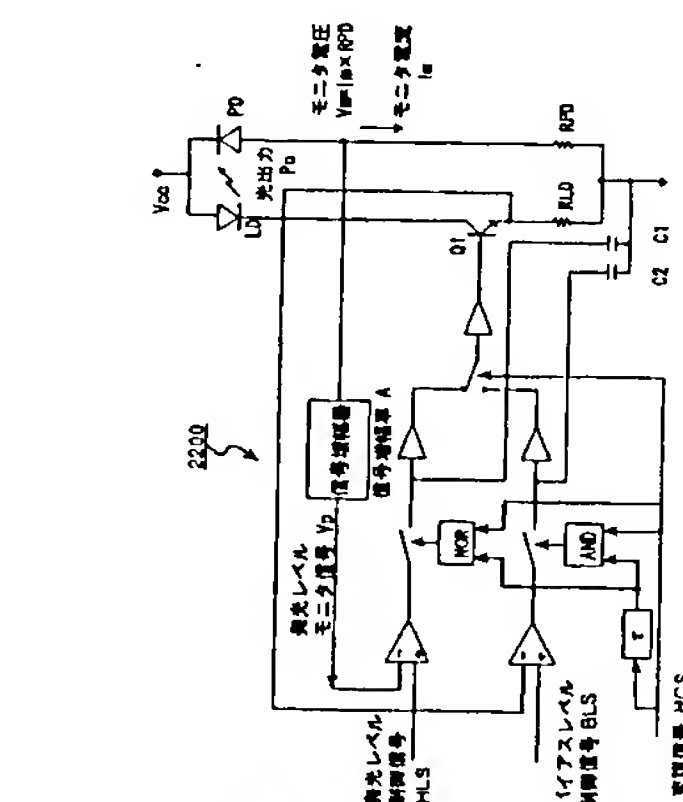 Vcc
PD
LD
光出力
Po
モニタ電圧
Vm=Im×RPD
モニタ電流
Im
2200
信号増幅器
信号増幅率 A
発光レベル
モニタ信号 VD
Q1
RLD
RPD
C2
C1
NOR
AND
τ
発光レベル
制御信号
HLS
イアスレベル
制御信号 BLS